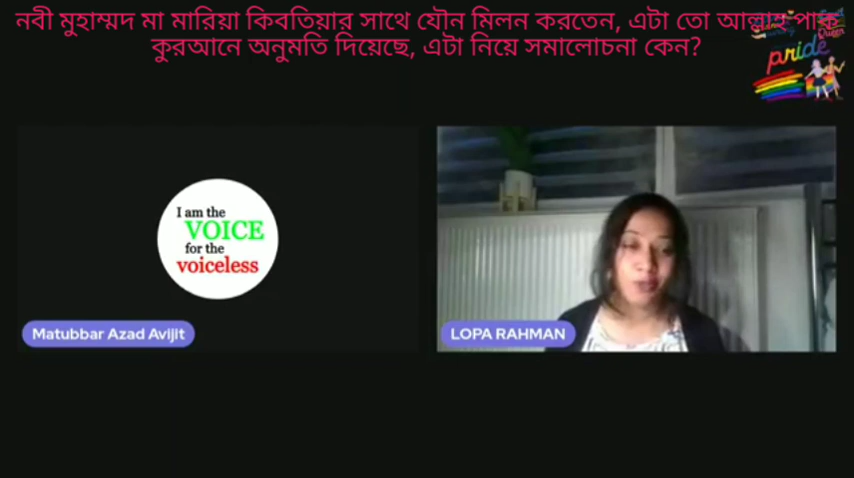 নবী মুহাম্মদ মা মারিয়া কিবতিয়ার সাথে যৌন মিলন করতেন, এটা তো আল্লাহ পাক
কুরআনে অনুমতি দিয়েছে, এটা নিয়ে সমালোচনা কেন?
pride
I am the
VOICE
for the
voiceless
Matubbar Azad Avijit
LOPA RAHMAN